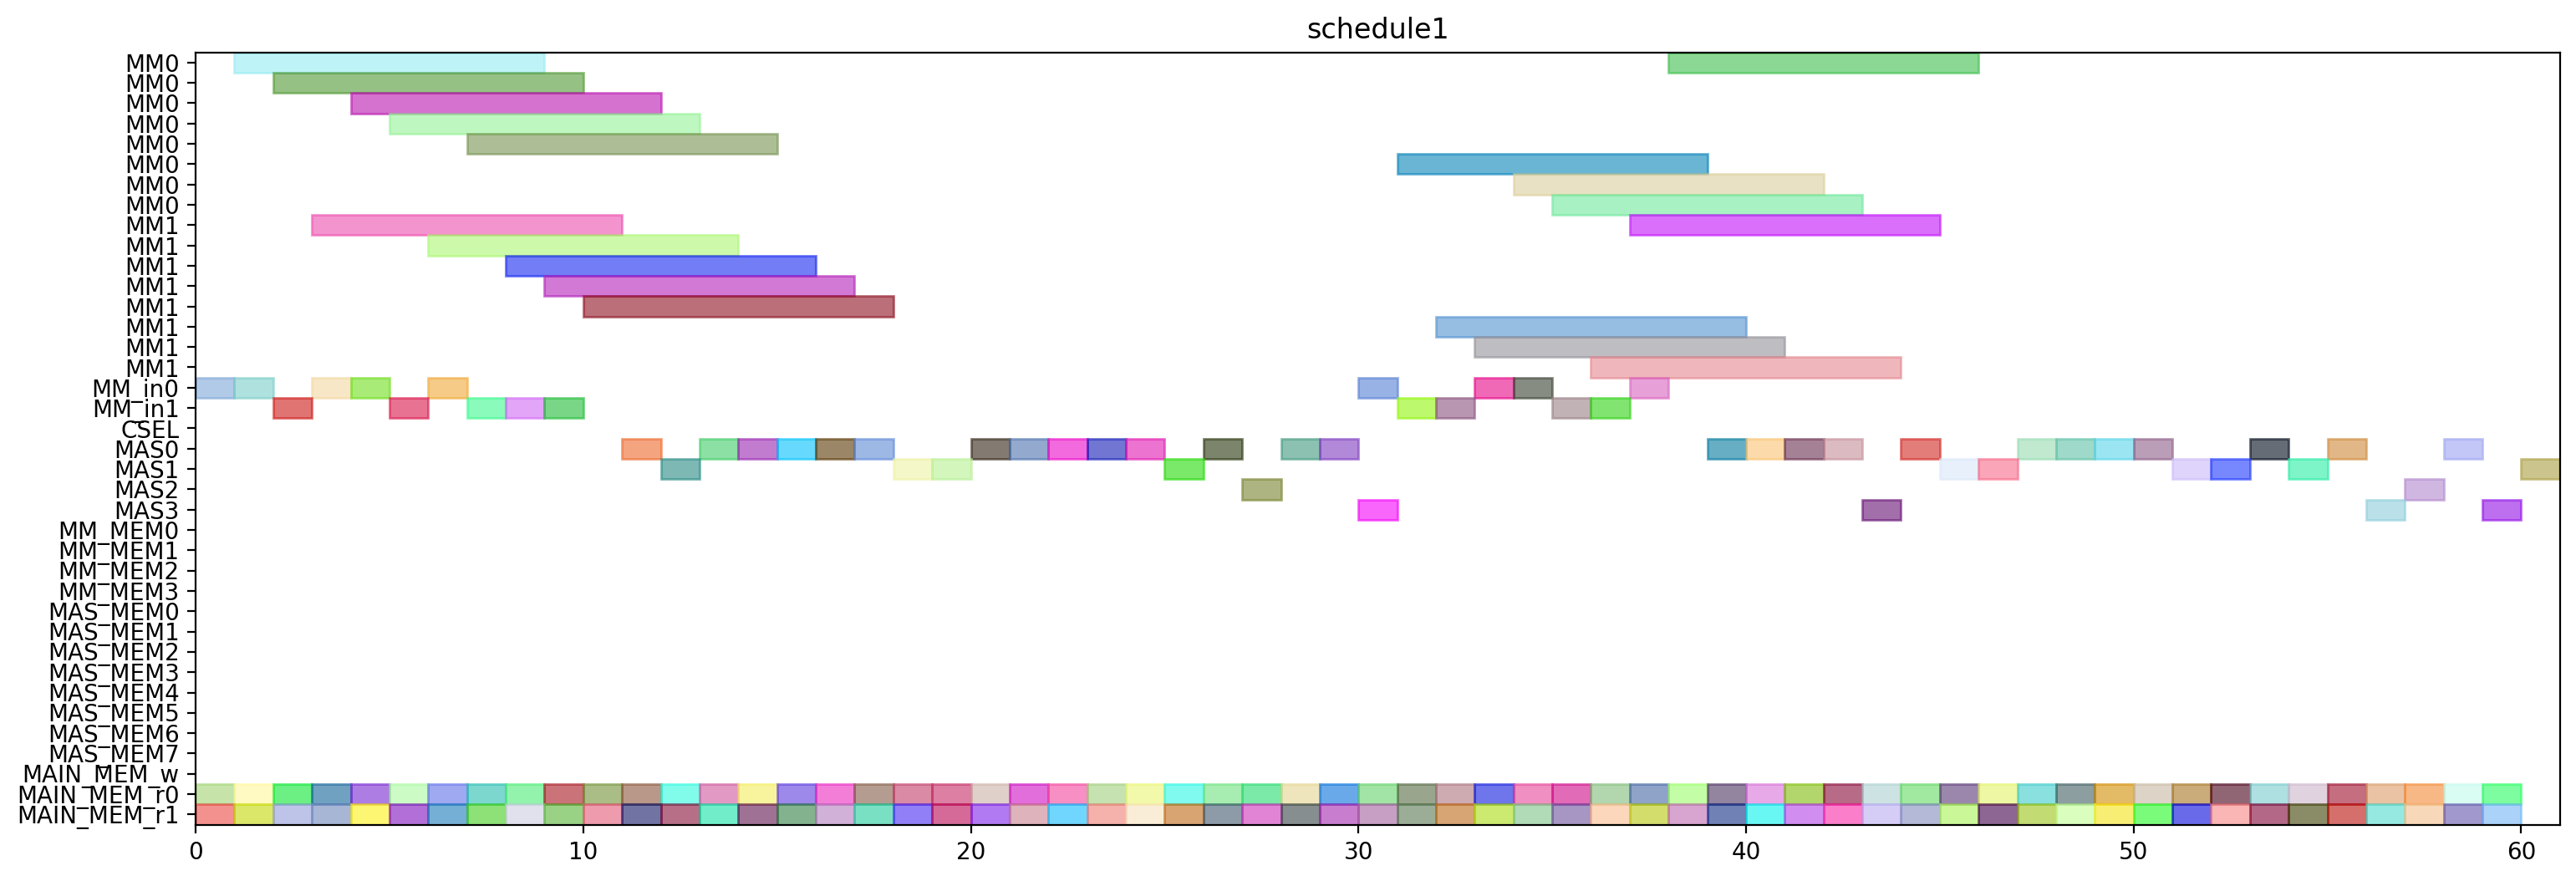 schedule1
MM0
MM0
MM0
MM0
MM0
MM0
MM0
MM0
MM1
MM1
MM1
MM1
MM1
MM1
MM1
MM1
MM_in0
MM_in1
CSEL
MAS0
MAS1
MAS2
MAS3
MM_MEM0
MM_MEM1
MM_MEM2
MM_MEM3
MAS_MEM0
MAS_MEM1
MAS_MEM2
MAS_MEM3
MAS_MEM4
MAS_MEM5
MAS_MEM6
MAS_MEM7
MAIN_MEM_w
MAIN_MEM_r0
MAIN_MEM_r1
0 10 20 30 40 50 60